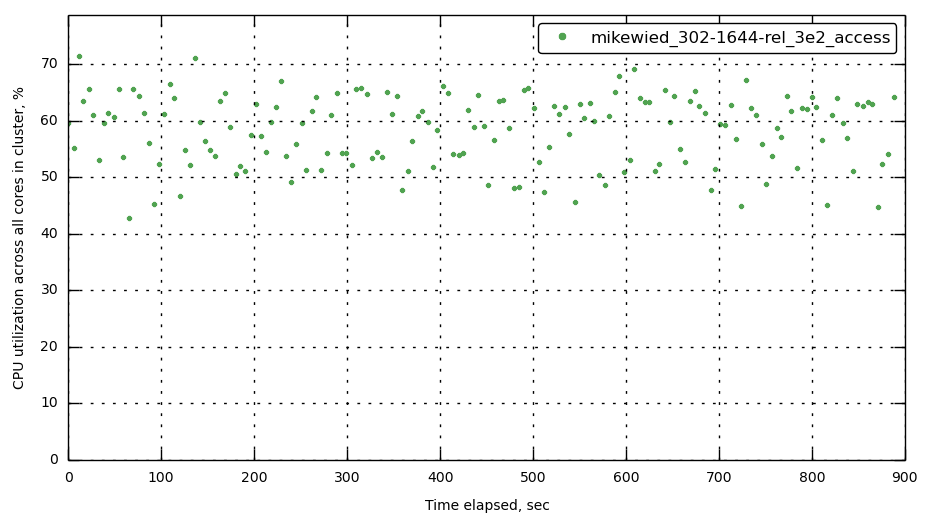 mikewied_302-1644-rel_3e2_access
CPU utilization across all cores in cluster, %
70
60
50
40
30
20
10
0
0 100 200 300 400 500 600 700 800 900
Time elapsed, sec